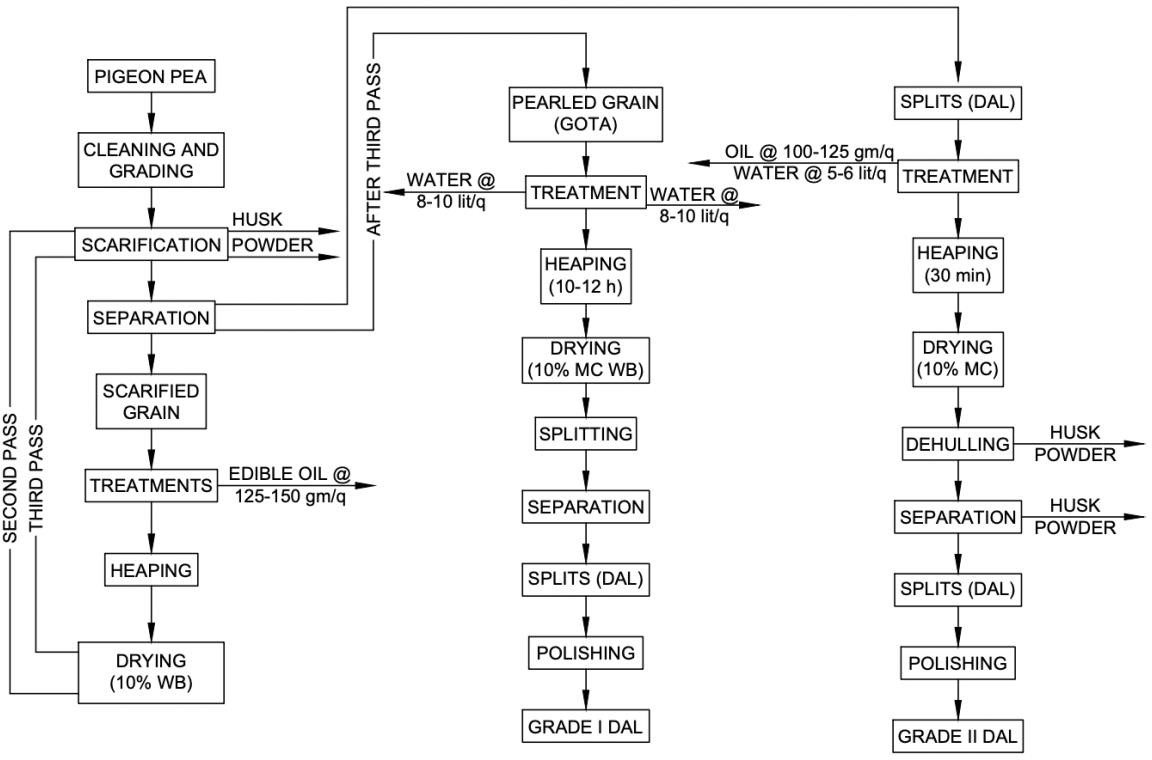 PIGEON PEA
CLEANING AND
GRADING
SCARIFICATION
HUSK
POWDER
SEPARATION
SCARIFIED
GRAIN
TREATMENTS
EDIBLE OIL @
125-150 gm/q
HEAPING
DRYING
(10% WB)
SECOND PASS
THIRD PASS
AFTER THIRD PASS
PEARLED GRAIN
(GOTA)
TREATMENT
WATER @
8-10 lit/q
WATER @
8-10 lit/q
HEAPING
(10-12 h)
DRYING
(10% MC WB)
SPLITTING
SEPARATION
SPLITS (DAL)
POLISHING
GRADE I DAL
SPLITS (DAL)
OIL @ 100-125 gm/q
WATER @ 5-6 lit/q
TREATMENT
HEAPING
(30 min)
DRYING
(10% MC)
DEHULLING
HUSK
POWDER
SEPARATION
HUSK
POWDER
SPLITS (DAL)
POLISHING
GRADE II DAL